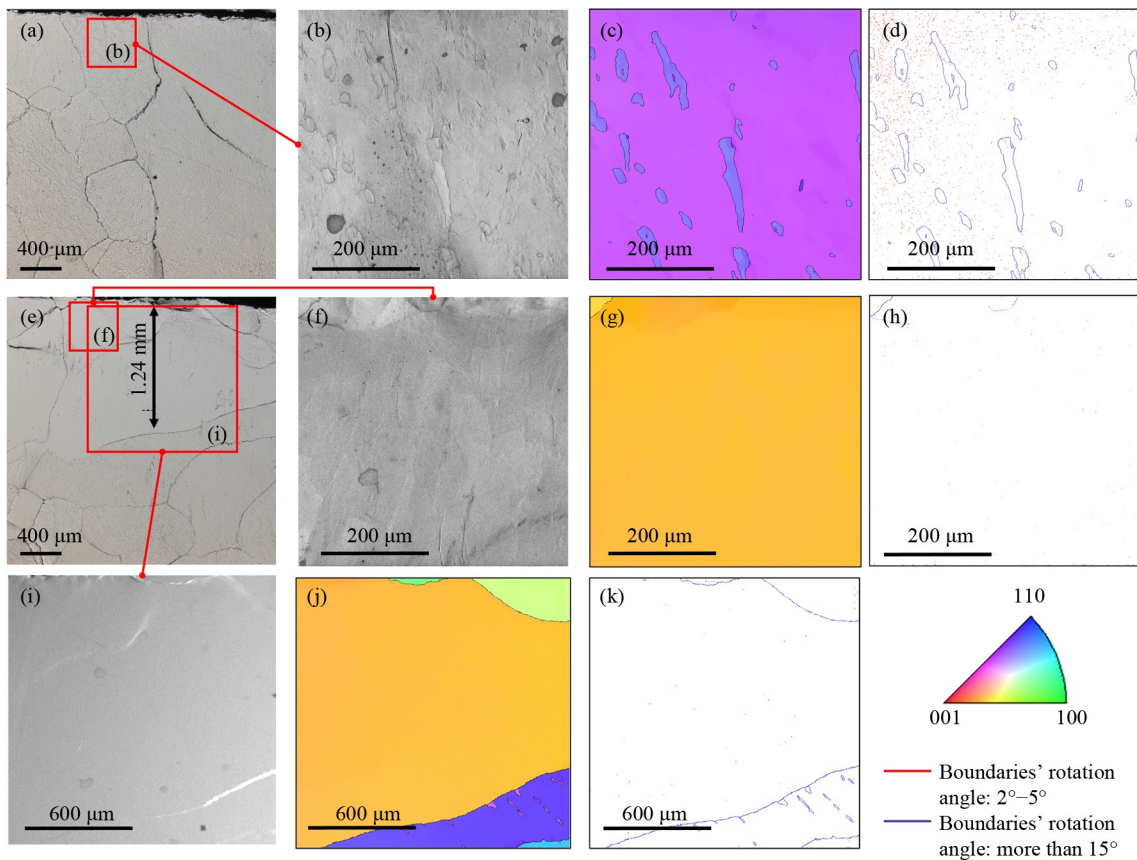 (a)
(b)
400 μm
(b)
200 μm
(c)
200 μm
(d)
200 μm
(e)
(f)
1.24 mm
(i)
400 μm
(f)
200 μm
(g)
200 μm
(h)
200 μm
(i)
600 μm
(j)
600 μm
(k)
600 μm
110
001
100
Boundaries’ rotation
angle: 2°–5°
Boundaries’ rotation
angle: more than 15°